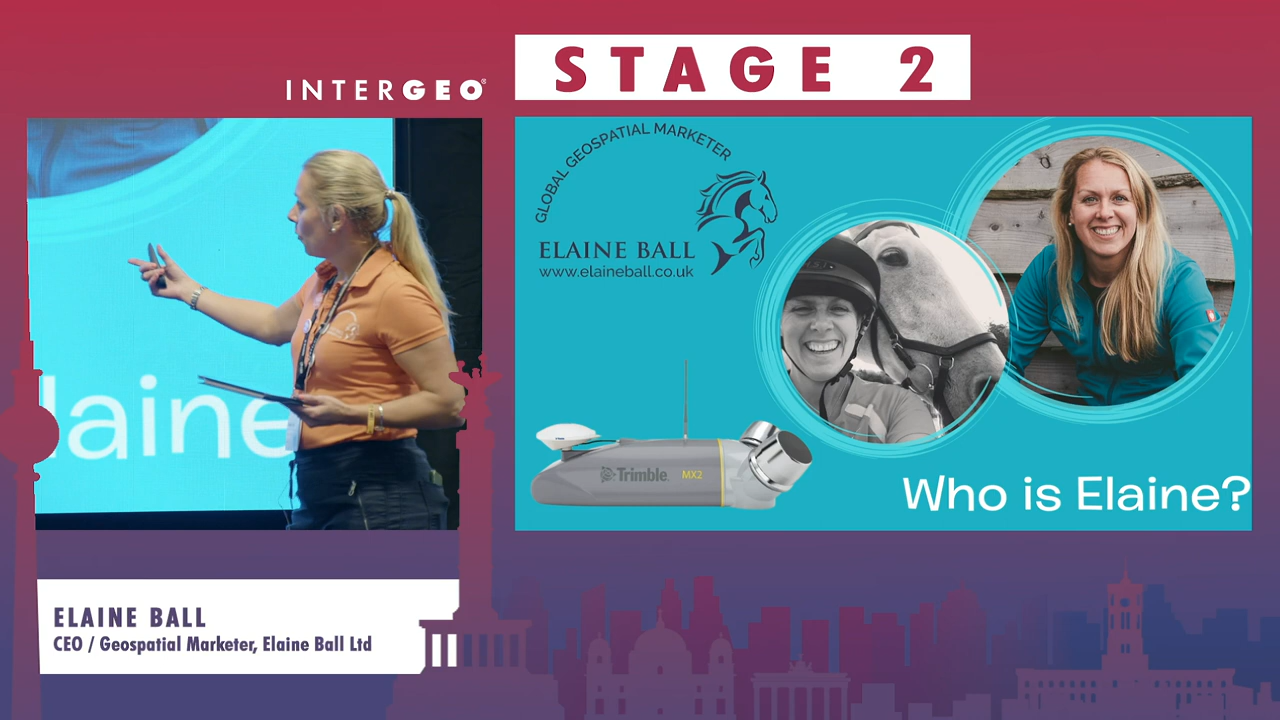 INTERGEO®
STAGE 2
laine
GLOBAL GEOSPATIAL MARKETER
ELAINE BALL
www.elaineball.co.uk
Trimble MX2
Who is Elaine?
ELAINE BALL
CEO / Geospatial Marketer, Elaine Ball Ltd